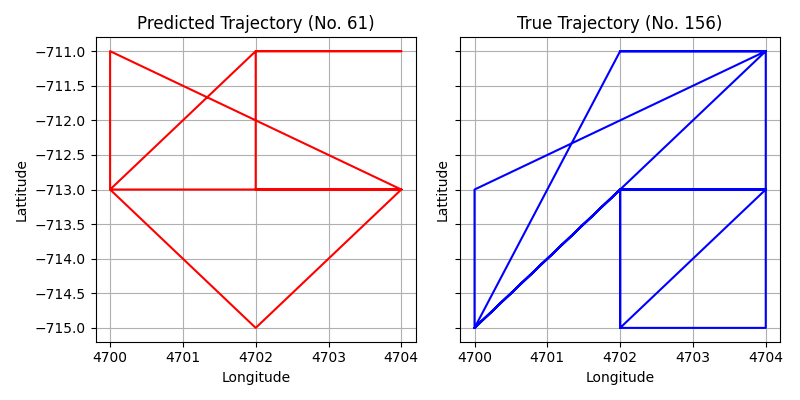 Predicted Trajectory (No. 61)
True Trajectory (No. 156)
−711.0
−711.5
−712.0
−712.5
−713.0
−713.5
−714.0
−714.5
−715.0
Lattitude
Lattitude
4700 4701 4702 4703 4704
4700 4701 4702 4703 4704
Longitude
Longitude